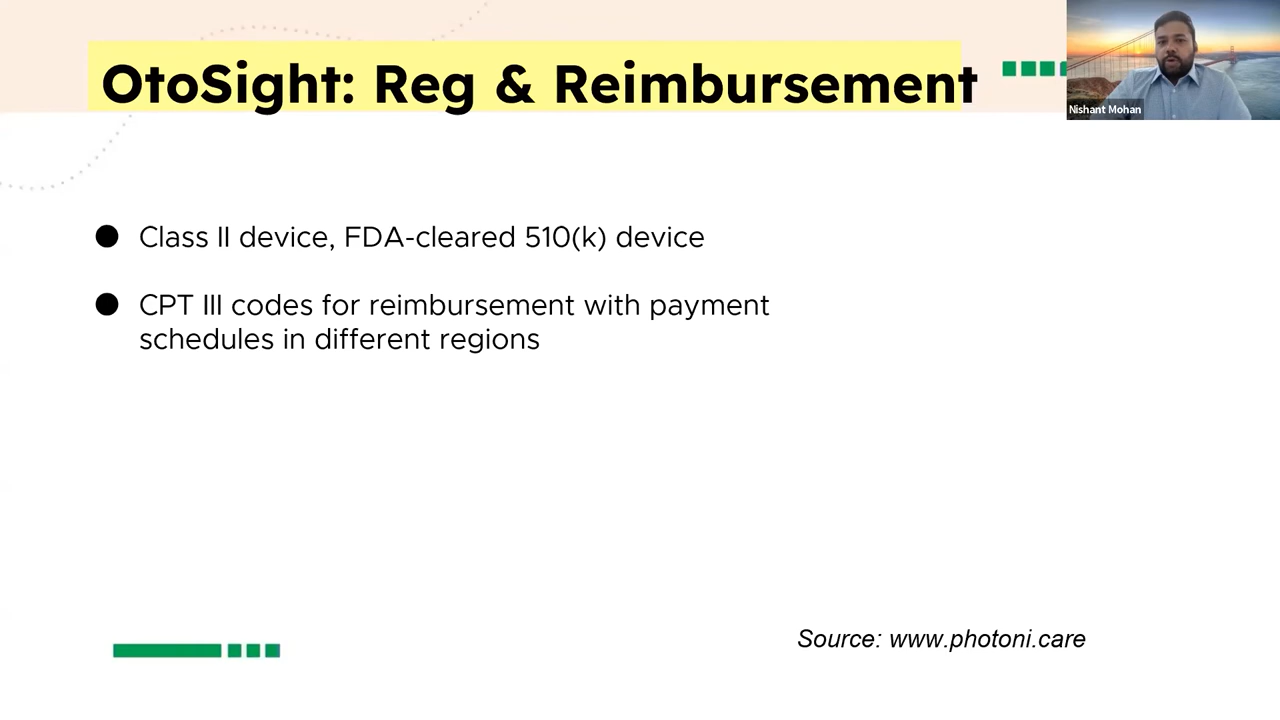 OtoSight: Reg & Reimbursement
Nishant Mohan
● Class II device, FDA-cleared 510(k) device
● CPT III codes for reimbursement with payment
schedules in different regions
Source: www.photoni.care